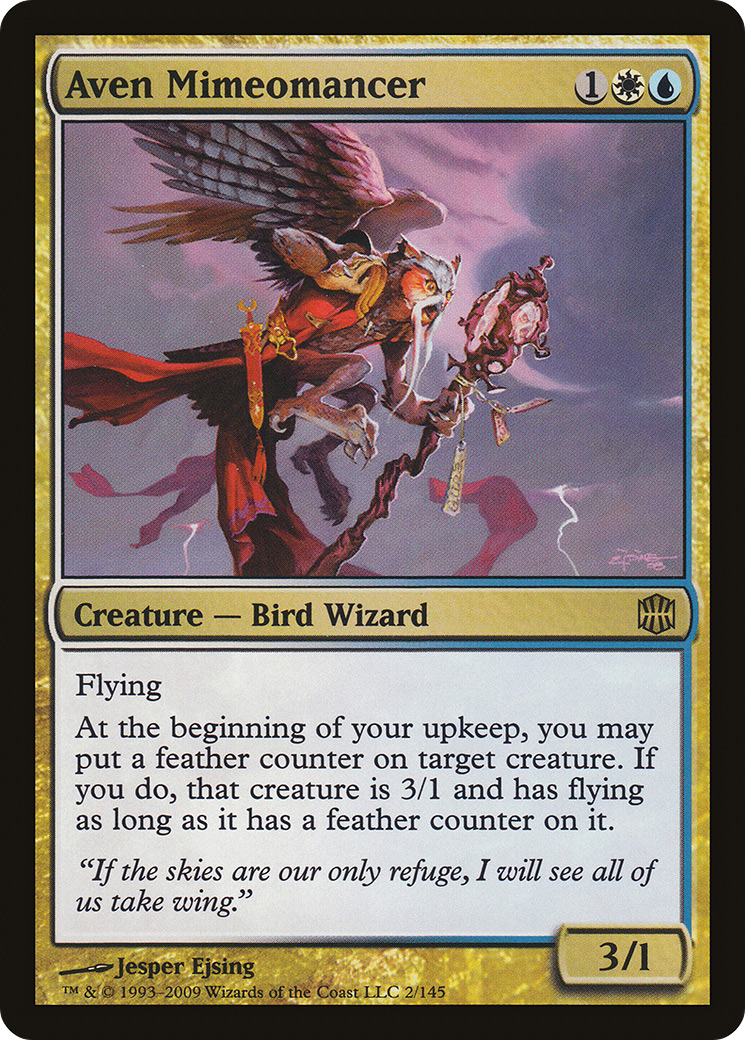 Aven Mimeomancer 1
Creature — Bird Wizard
Flying
At the beginning of your upkeep, you may
put a feather counter on target creature. If
you do, that creature is 3/1 and has flying
as long as it has a feather counter on it.
“If the skies are our only refuge, I will see all of
us take wing.”
3/1
Jesper Ejsing
™ & © 1993–2009 Wizards of the Coast LLC 2/145